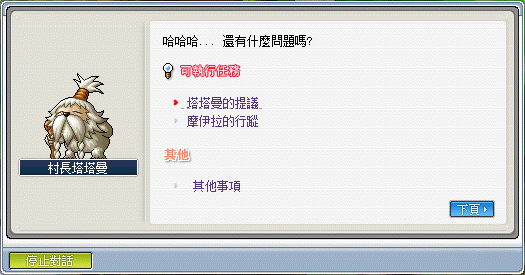 哈哈哈... 還有什麼問題嗎?
可執行任務
塔塔曼的提議
摩伊拉的行蹤
村長塔塔曼
其他
其他事項
下頁
停止對話